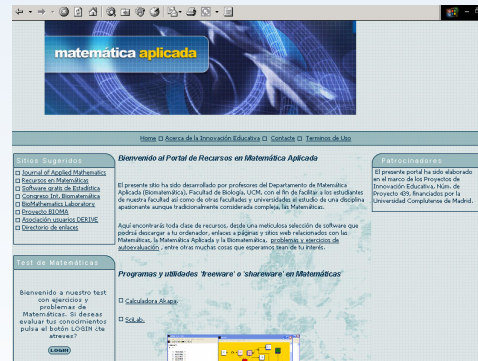 matemática aplicada
Home □ Acerca de la Innovación Educativa □ Contacte □ Terminos de Uso
Sitios Sugeridos
□ Journal of Applied Mathematics
□ Recursos en Matemáticas
□ Software gratis de Estadística
□ Congreso Int. Biomatemática
□ BioMathematics Laboratory
□ Proyecto BIOMA
□ Asociación usuarios DERIVE
□ Directorio de enlaces
Test de Matemáticas
Bienvenido a nuestro test
con ejercicios y
problemas de
Matemáticas. Si deseas
evaluar tus conocimientos
pulsa el botón LOGIN ¿te
atreves?
LOGIN
Bienvenido al Portal de Recursos en Matemática Aplicada
El presente sitio ha sido desarrollado por profesores del Departamento de Matemática
Aplicada (Biomatemática), Facultad de Biología, UCM, con el fin de facilitar a los estudiantes
de nuestra facultad así como de otras facultades y universidades el estudio de una disciplina
apasionante aunque tradicionalmente considerada compleja, las Matemáticas.
Aquí encontrarás toda clase de recursos, desde una meticulosa selección de software que
podrá descargar a tu ordenador, enlaces a páginas y sitios web relacionados con las
Matemáticas, la Matemática Aplicada y la Biomatemática, problemas y ejercicios de
autoevaluación , entre otras muchas cosas que esperamos sean de tu interés.
Programas y utilidades 'freeware' o 'shareware' en Matemáticas
□ Calculadora Akapa.
□ SciLab.
Patrocinadores
El presente portal ha sido elaborado
en el marco de los Proyectos de
Innovación Educativa, Núm. de
Proyecto 439, financiados por la
Universidad Complutense de Madrid.